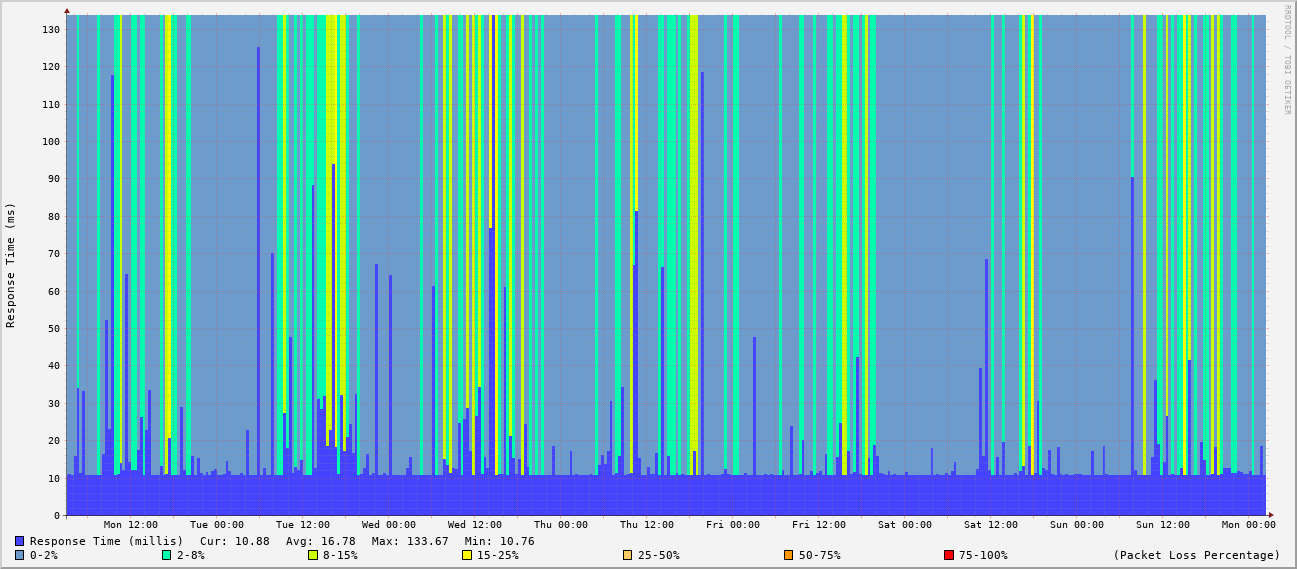 RRDTOOL / TOBI OETIKER
Response Time (ms)
130
120
110
100
90
80
70
60
50
40
30
20
10
0
Mon 12:00 Tue 00:00 Tue 12:00 Wed 00:00 Wed 12:00 Thu 00:00 Thu 12:00 Fri 00:00 Fri 12:00 Sat 00:00 Sat 12:00 Sun 00:00 Sun 12:00 Mon 00:00
Response Time (millis) Cur: 10.88 Avg: 16.78 Max: 133.67 Min: 10.76
0-2% 2-8% 8-15% 15-25% 25-50% 50-75% 75-100% (Packet Loss Percentage)